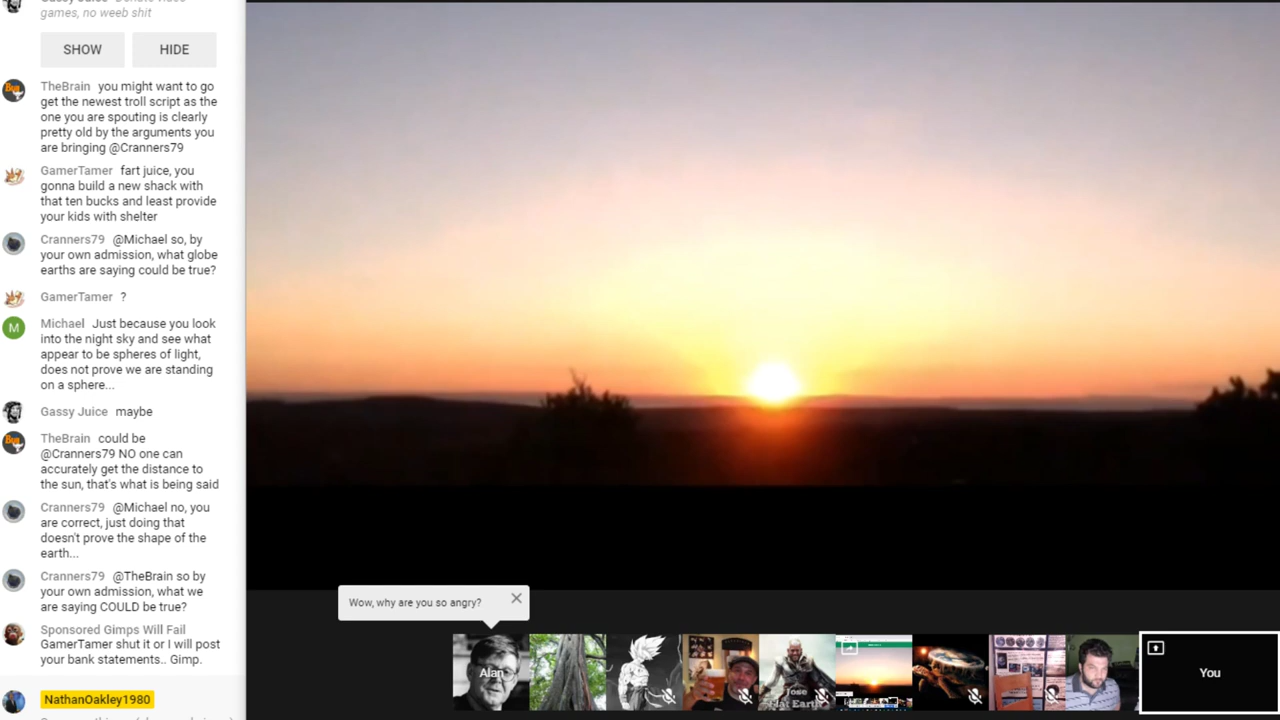 games, no weeb shit
SHOW HIDE
TheBrain you might want to go
get the newest troll script as the
one you are spouting is clearly
pretty old by the arguments you
are bringing @Cranners79
GamerTamer fart juice, you
gonna build a new shack with
that ten bucks and least provide
your kids with shelter
Cranners79 @Michael so, by
your own admission, what globe
earths are saying could be true?
GamerTamer ?
M
Michael Just because you look
into the night sky and see what
appear to be spheres of light,
does not prove we are standing
on a sphere...
Gassy Juice maybe
TheBrain could be
@Cranners79 NO one can
accurately get the distance to
the sun, that's what is being said
Cranners79 @Michael no, you
are correct, just doing that
doesn't prove the shape of the
earth...
Cranners79 @TheBrain so by
your own admission, what we
are saying COULD be true?
Sponsored Gimps Will Fail
GamerTamer shut it or I will post
your bank statements.. Gimp.
NathanOakley1980
Wow, why are you so angry?
Alan
You